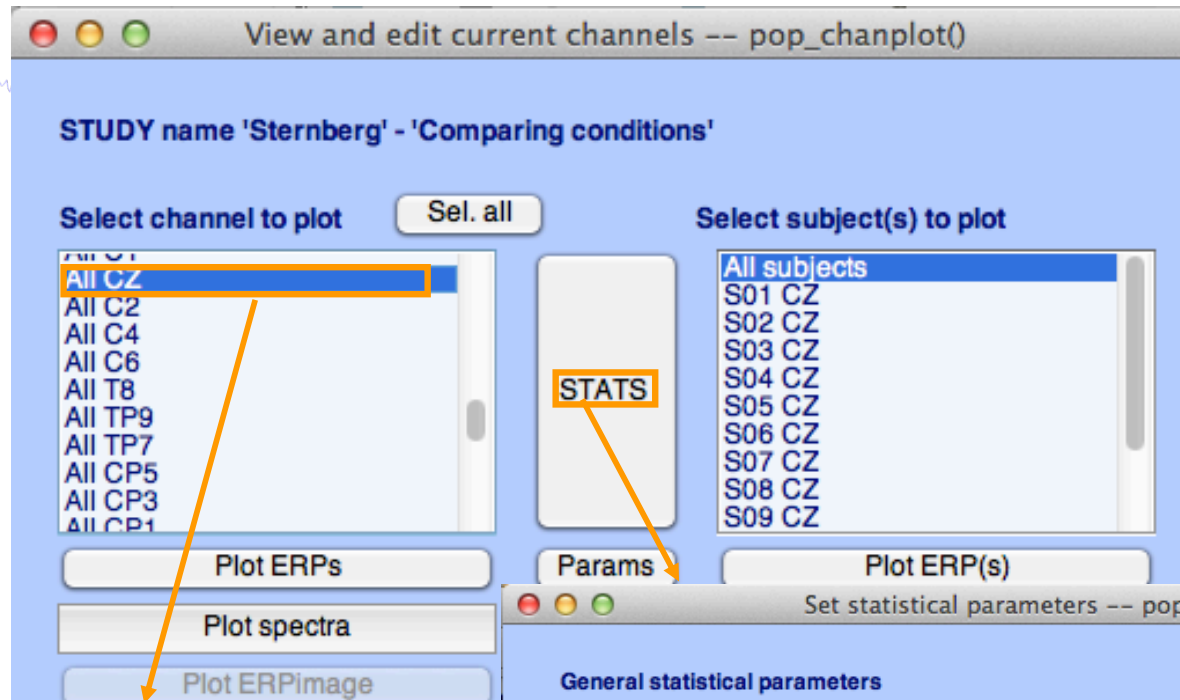 View and edit current channels -- pop_chanplot()
STUDY name 'Sternberg' - 'Comparing conditions'
Select channel to plot
Sel. all
Select subject(s) to plot
All C1
All CZ
All C2
All C4
All C6
All T8
All TP9
All TP7
All CP5
All CP3
All CP1
STATS
All subjects
S01 CZ
S02 CZ
S03 CZ
S04 CZ
S05 CZ
S06 CZ
S07 CZ
S08 CZ
S09 CZ
Plot ERPs
Params
Plot ERP(s)
Plot spectra
Plot ERPimage
Set statistical parameters -- pop
General statistical parameters